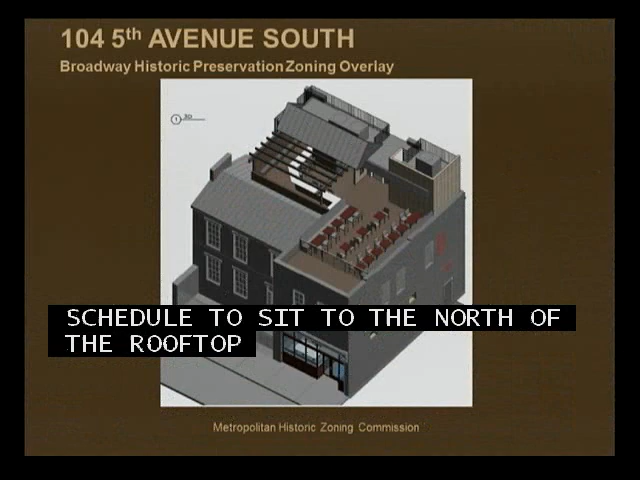 104 5th AVENUE SOUTH
Broadway Historic Preservation Zoning Overlay
SCHEDULE TO SIT TO THE NORTH OF
THE ROOFTOP
Metropolitan Historic Zoning Commission